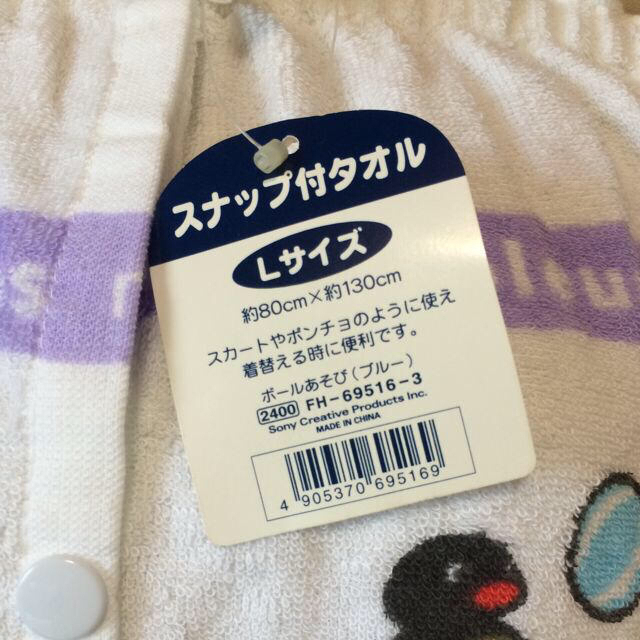 スナップ付タオル
Lサイズ
約80cm×約130cm
スカートやポンチョのように使え
着替える時に便利です。
ボールあそび(ブルー)
2400 FH-69516-3
Sony Creative Products Inc.
MADE IN CHINA
4 905370 695169